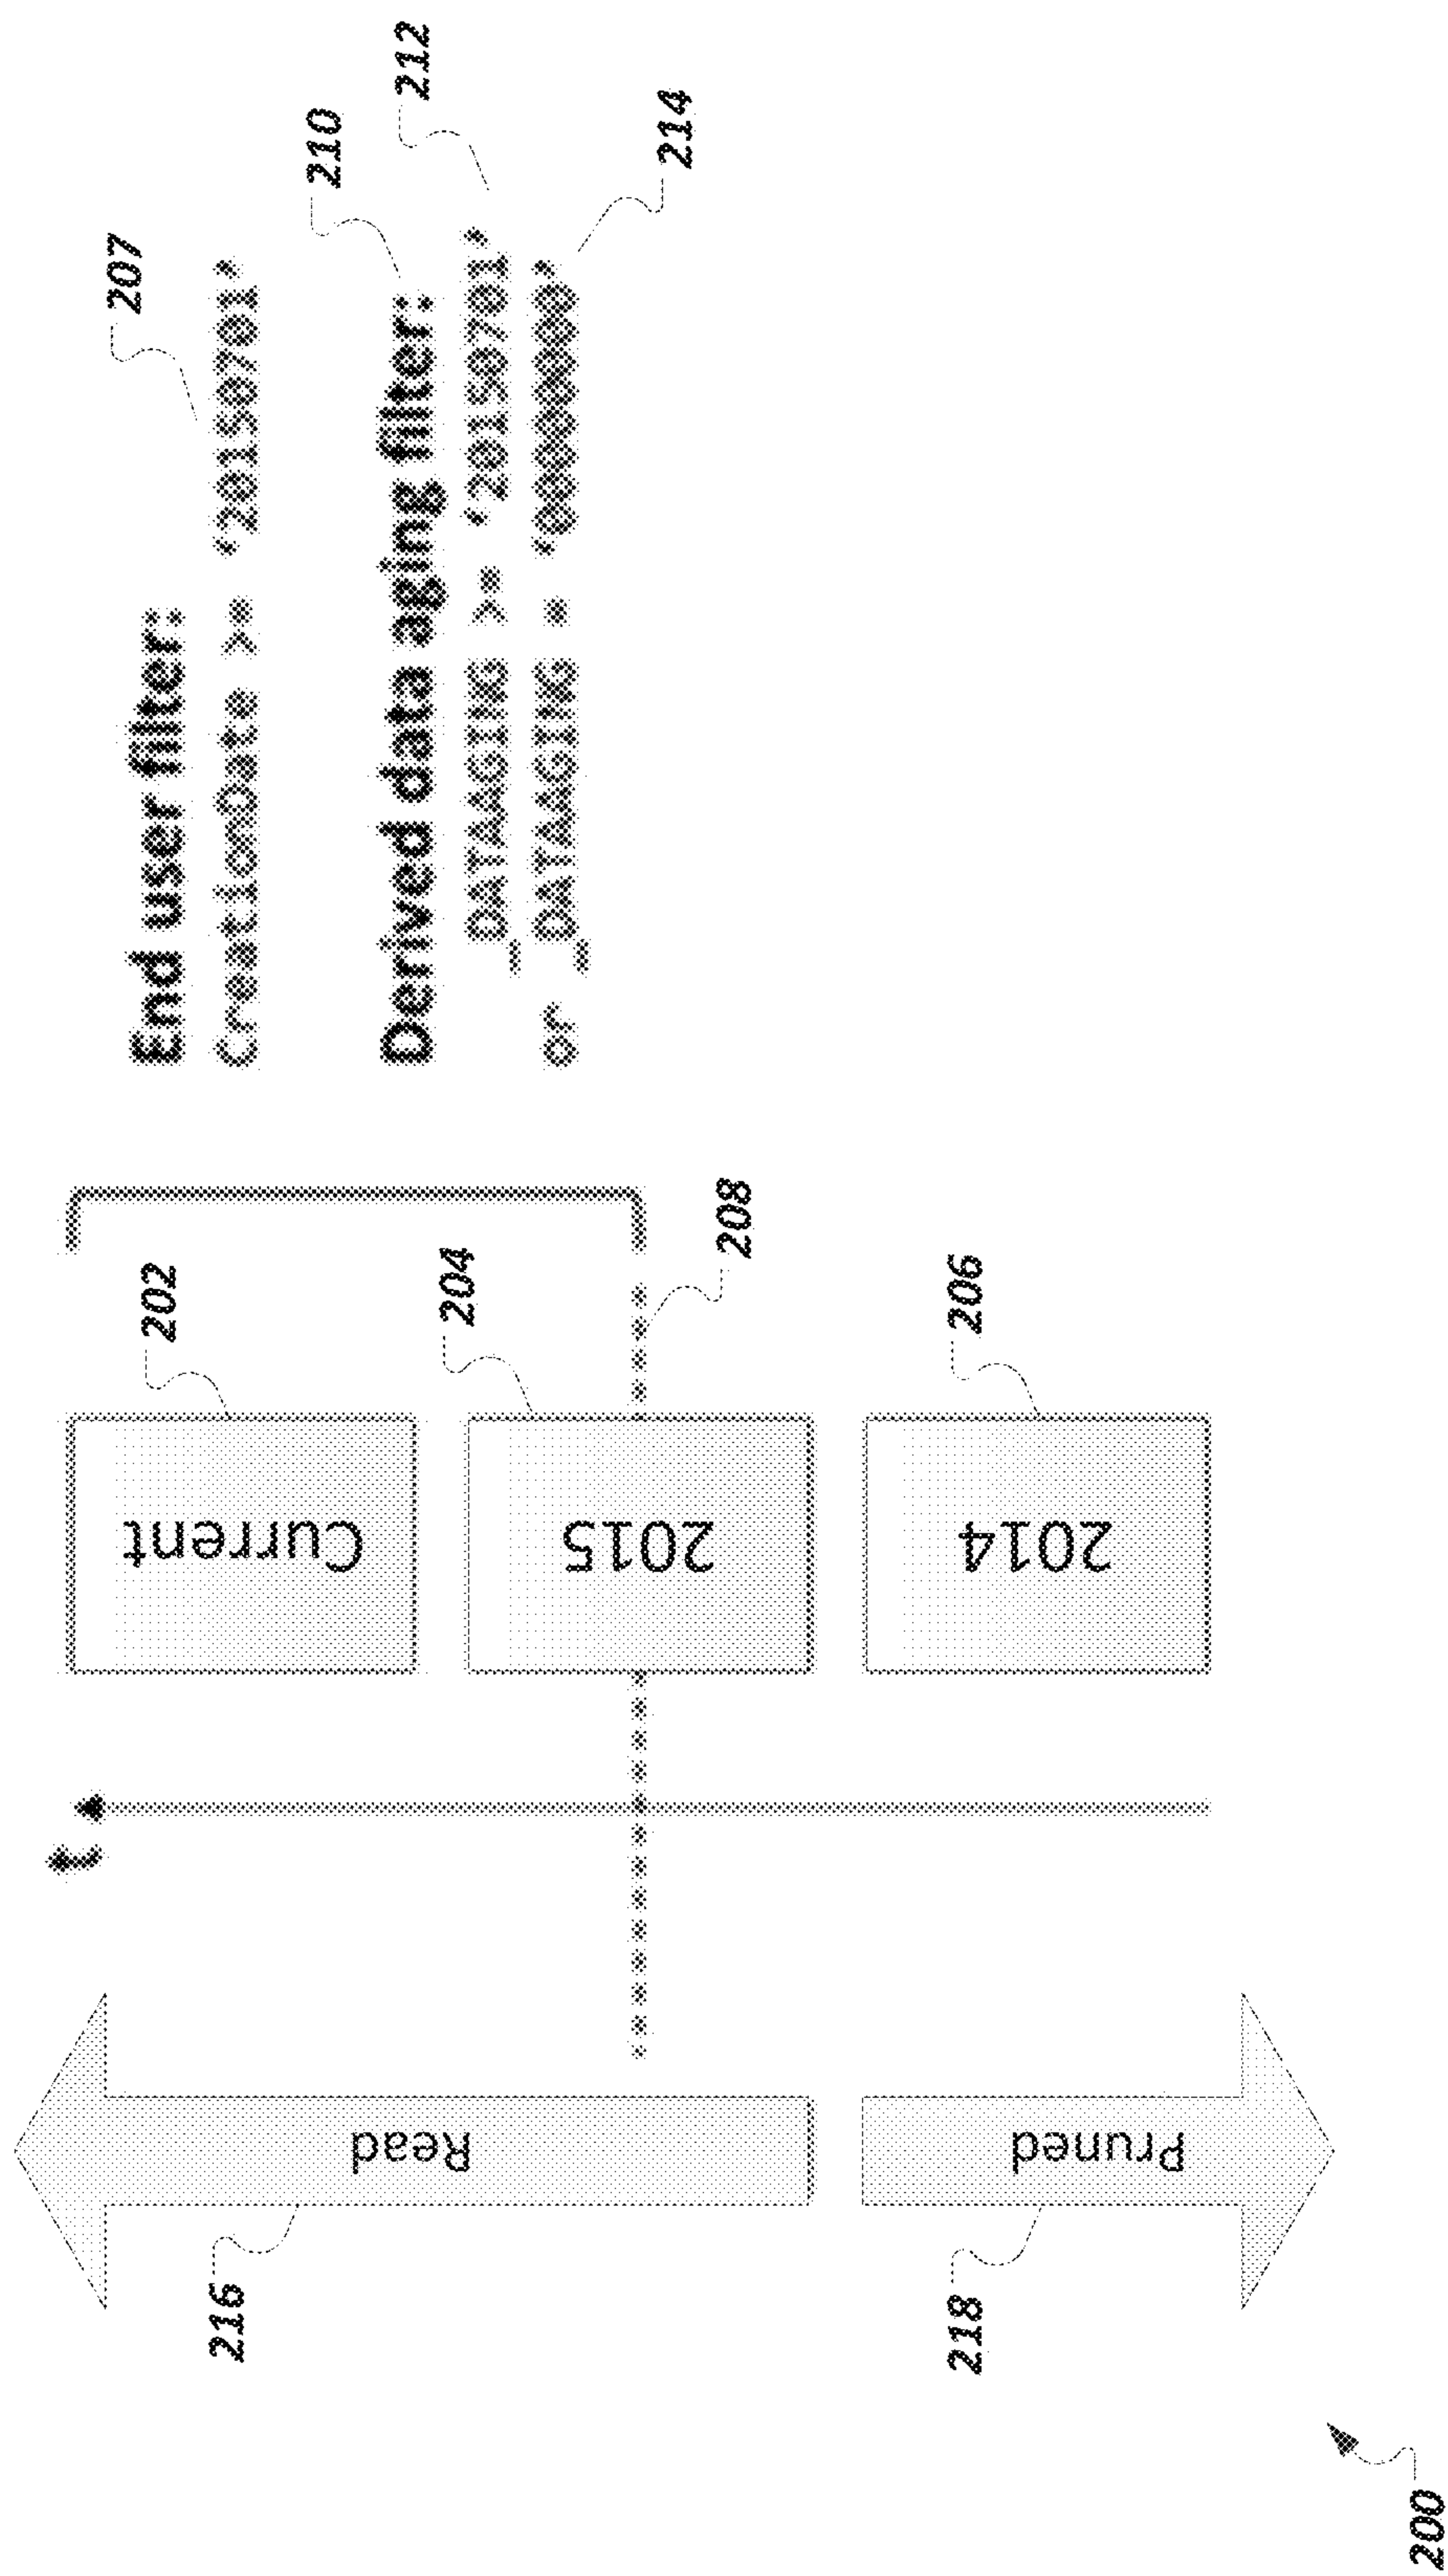 216
Read
218
Pruned
200
t
Current
202
2015
204
208
2014
206
End user filter:
CreationDate >= ‘20150701’
207
Derived data aging filter:
210
_DATAAGING >= ‘20150701’
212
or _DATAAGING = ‘00000000’
214